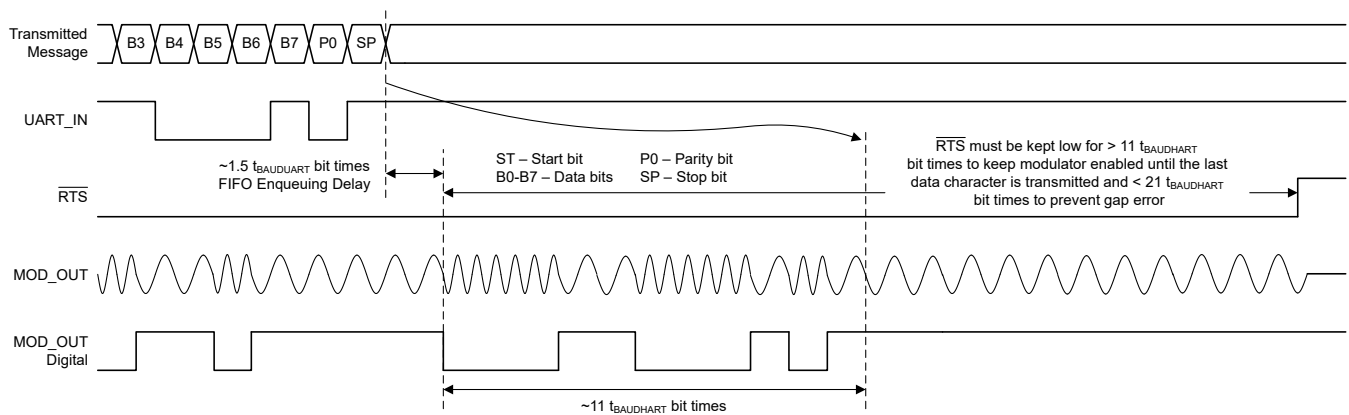 Transmitted
Message
B3 B4 B5 B6 B7 P0 SP
UART_IN
~1.5 tBAUDUART bit times
FIFO Enqueuing Delay
ST – Start bit
B0-B7 – Data bits
P0 – Parity bit
SP – Stop bit
RTS must be kept low for > 11 tBAUDHART
bit times to keep modulator enabled until the last
data character is transmitted and < 21 tBAUDHART
bit times to prevent gap error
RTS
MOD_OUT
MOD_OUT
Digital
~11 tBAUDHART bit times